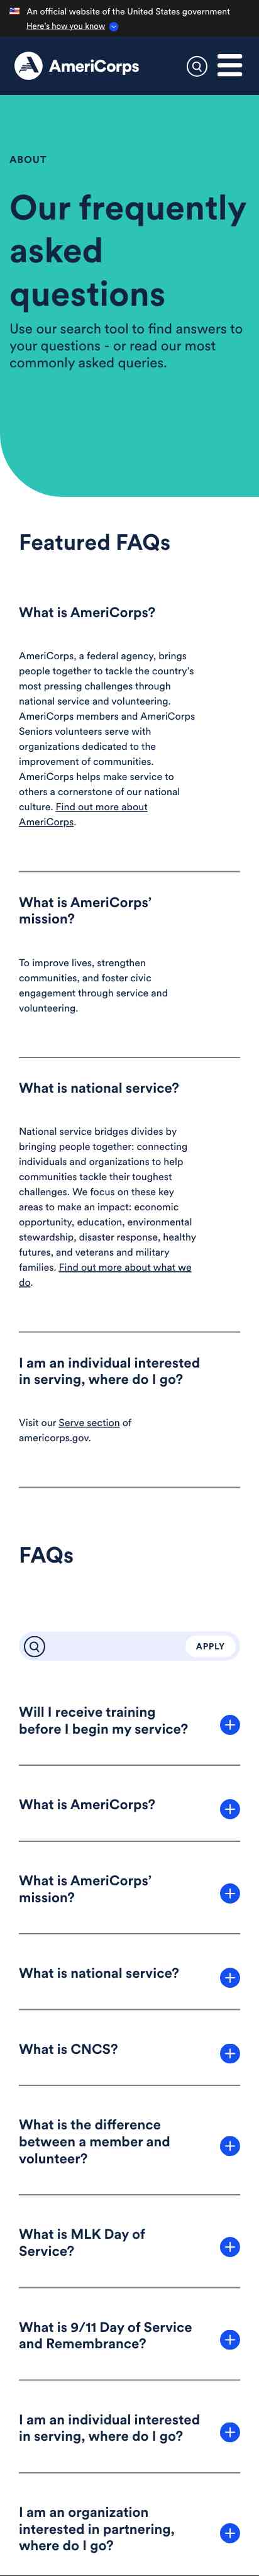 An official website of the United States government
Here's how you know
AmeriCorps
ABOUT
Our frequently
asked
questions
Use our search tool to find answers to
your questions - or read our most
commonly asked queries.
Featured FAQs
What is AmeriCorps?
AmeriCorps, a federal agency, brings
people together to tackle the country’s
most pressing challenges through
national service and volunteering.
AmeriCorps members and AmeriCorps
Seniors volunteers serve with
organizations dedicated to the
improvement of communities.
AmeriCorps helps make service to
others a cornerstone of our national
culture. Find out more about
AmeriCorps.
What is AmeriCorps’
mission?
To improve lives, strengthen
communities, and foster civic
engagement through service and
volunteering.
What is national service?
National service bridges divides by
bringing people together: connecting
individuals and organizations to help
communities tackle their toughest
challenges. We focus on these key
areas to make an impact: economic
opportunity, education, environmental
stewardship, disaster response, healthy
futures, and veterans and military
families. Find out more about what we
do.
I am an individual interested
in serving, where do I go?
Visit our Serve section of
americorps.gov.
FAQs
APPLY
Will I receive training
before I begin my service?
What is AmeriCorps?
What is AmeriCorps’
mission?
What is national service?
What is CNCS?
What is the difference
between a member and
volunteer?
What is MLK Day of
Service?
What is 9/11 Day of Service
and Remembrance?
I am an individual interested
in serving, where do I go?
I am an organization
interested in partnering,
where do I go?